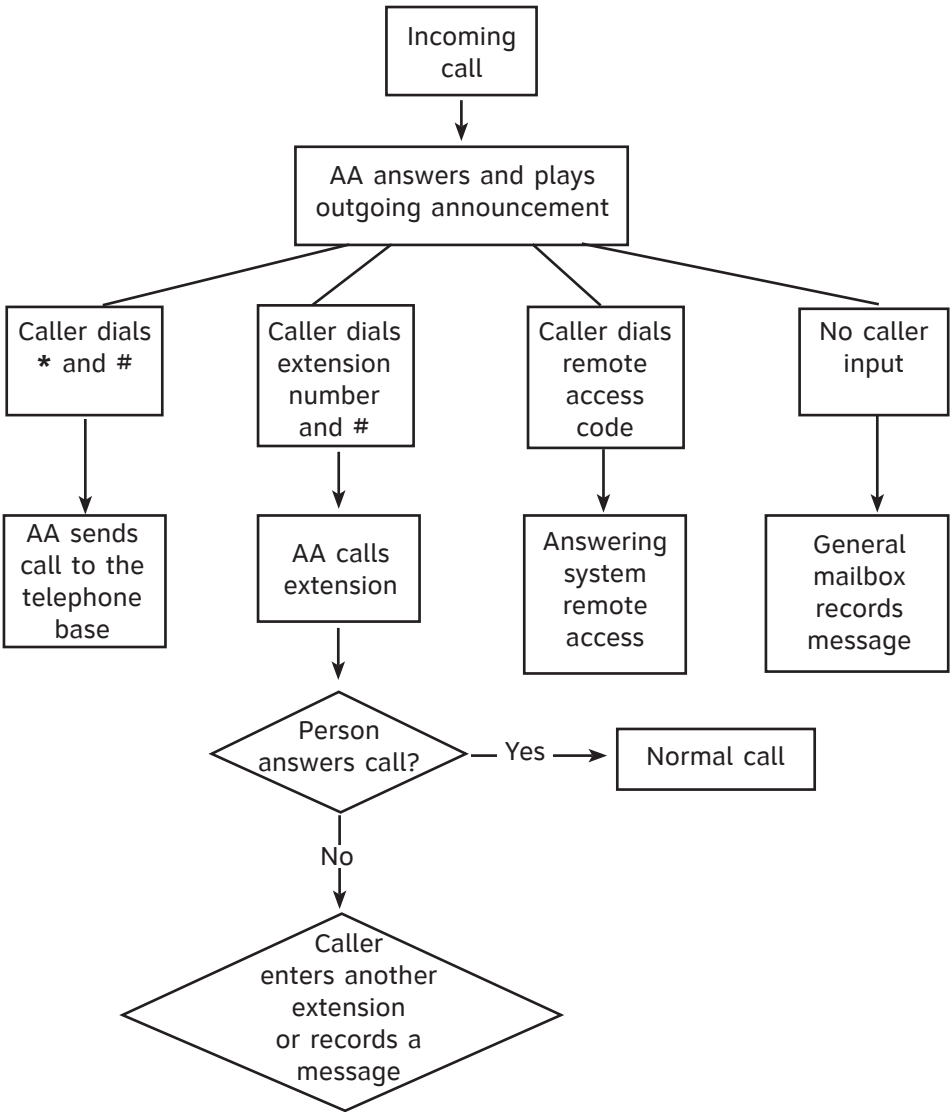 Incoming
call
AA answers and plays
outgoing announcement
Caller dials
* and #
Caller dials
extension
number
and #
Caller dials
remote
access
code
No caller
input
AA sends
call to the
telephone
base
AA calls
extension
Answering
system
remote
access
General
mailbox
records
message
Person
answers call?
Yes
Normal call
No
Caller
enters another
extension
or records a
message